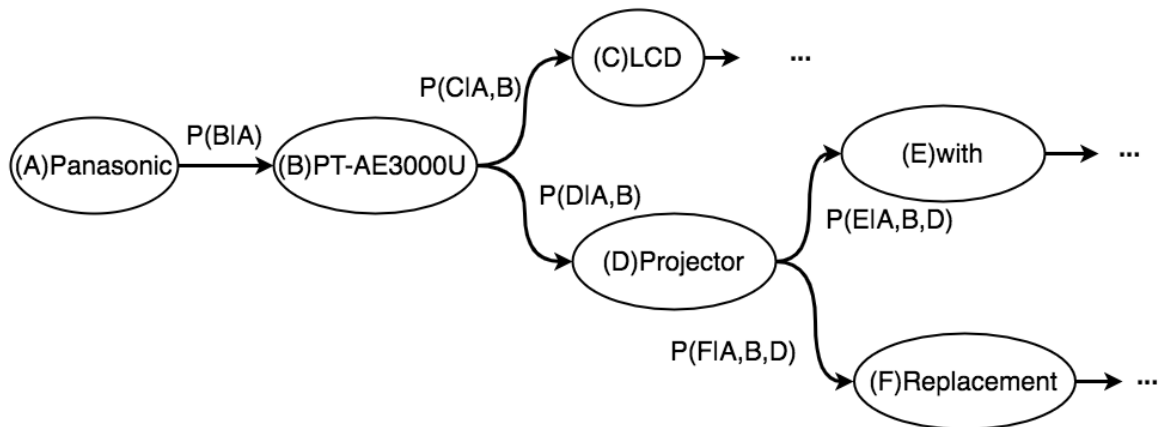 (A)Panasonic
P(B|A)
(B)PT-AE3000U
P(C|A,B)
(C)LCD
...
P(D|A,B)
(D)Projector
P(E|A,B,D)
(E)with
...
P(F|A,B,D)
(F)Replacement
...